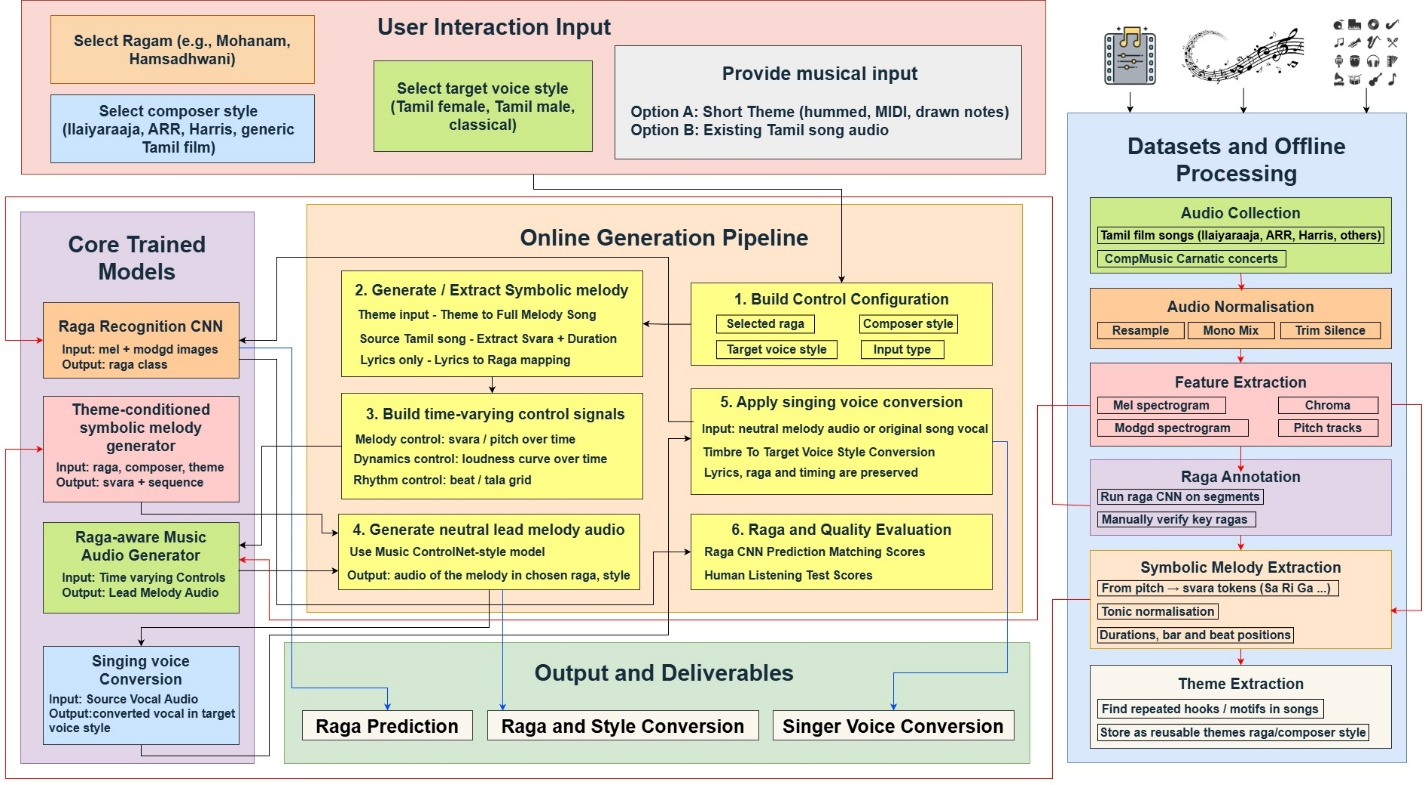 User Interaction Input
Select Ragam (e.g., Mohanam,
Hamsadhwani)
Select composer style
(Ilaiyaraaja, ARR, Harris, generic
Tamil film)
Select target voice style
(Tamil female, Tamil male,
classical)
Provide musical input
Option A: Short Theme (hummed, MIDI, drawn notes)
Option B: Existing Tamil song audio
Core Trained
Models
Raga Recognition CNN
Input: mel + modgd images
Output: raga class
Theme-conditioned
symbolic melody
generator
Input: raga, composer, theme
Output: svara + sequence
Raga-aware Music
Audio Generator
Input: Time varying Controls
Output: Lead Melody Audio
Singing voice
Conversion
Input: Source Vocal Audio
Output:converted vocal in target
voice style
Online Generation Pipeline
1. Build Control Configuration
Selected raga
Composer style
Target voice style
Input type
2. Generate / Extract Symbolic melody
Theme input - Theme to Full Melody Song
Source Tamil song - Extract Svara + Duration
Lyrics only - Lyrics to Raga mapping
3. Build time-varying control signals
Melody control: svara / pitch over time
Dynamics control: loudness curve over time
Rhythm control: beat / tala grid
4. Generate neutral lead melody audio
Use Music ControlNet-style model
Output: audio of the melody in chosen raga, style
5. Apply singing voice conversion
Input: neutral melody audio or original song vocal
Timbre To Target Voice Style Conversion
Lyrics, raga and timing are preserved
6. Raga and Quality Evaluation
Raga CNN Prediction Matching Scores
Human Listening Test Scores
Output and Deliverables
Raga Prediction
Raga and Style Conversion
Singer Voice Conversion
Datasets and Offline
Processing
Audio Collection
Tamil film songs (Ilaiyaraaja, ARR, Harris, others)
CompMusic Carnatic concerts
Audio Normalisation
Resample
Mono Mix
Trim Silence
Feature Extraction
Mel spectrogram
Chroma
Modgd spectrogram
Pitch tracks
Raga Annotation
Run raga CNN on segments
Manually verify key ragas
Symbolic Melody Extraction
From pitch → svara tokens (Sa Ri Ga ...)
Tonic normalisation
Durations, bar and beat positions
Theme Extraction
Find repeated hooks / motifs in songs
Store as reusable themes raga/composer style